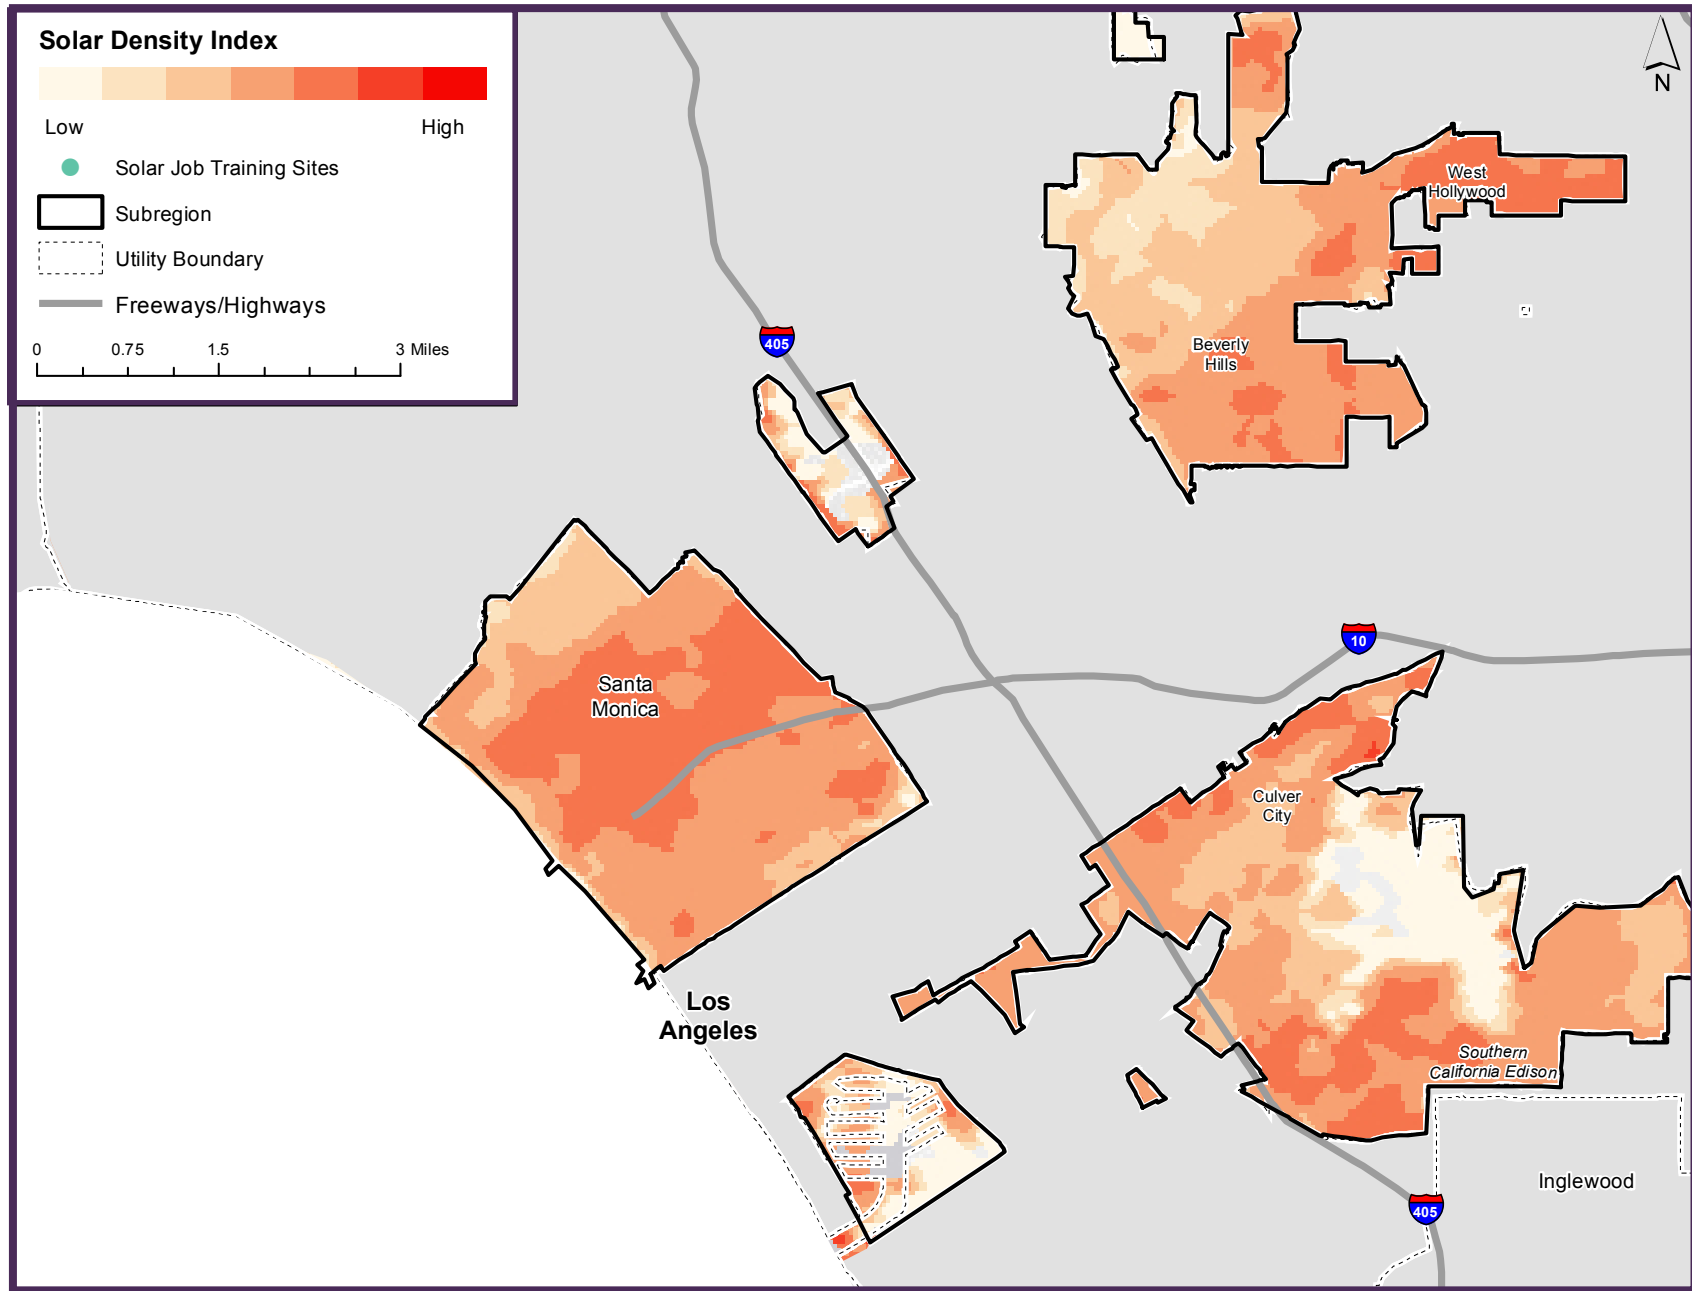 Solar Density Index
Low High
Solar Job Training Sites
Subregion
Utility Boundary
Freeways/Highways
0 0.75 1.5 3 Miles
N
West
Hollywood
405
Beverly
Hills
10
Santa
Monica
Culver
City
Los
Angeles
Southern
California Edison
Inglewood
405